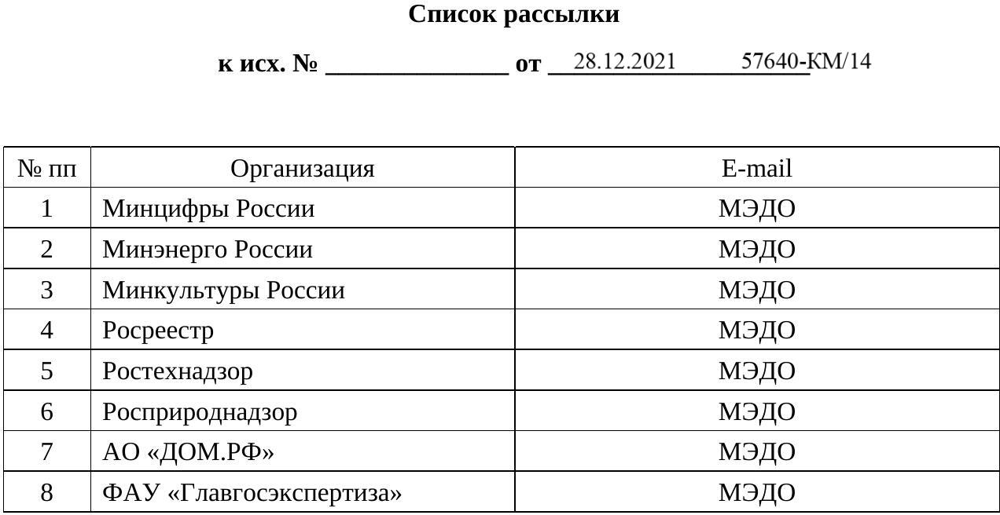 Список рассылки
к исх. № ______________ от ____________________ 28.12.2021 57640-КМ/14
№ пп Организация E-mail
1 Минцифры России МЭДО
2 Минэнерго России МЭДО
3 Минкультуры России МЭДО
4 Росреестр МЭДО
5 Ростехнадзор МЭДО
6 Росприроднадзор МЭДО
7 АО «ДОМ.РФ» МЭДО
8 ФАУ «Главгосэкспертиза» МЭДО